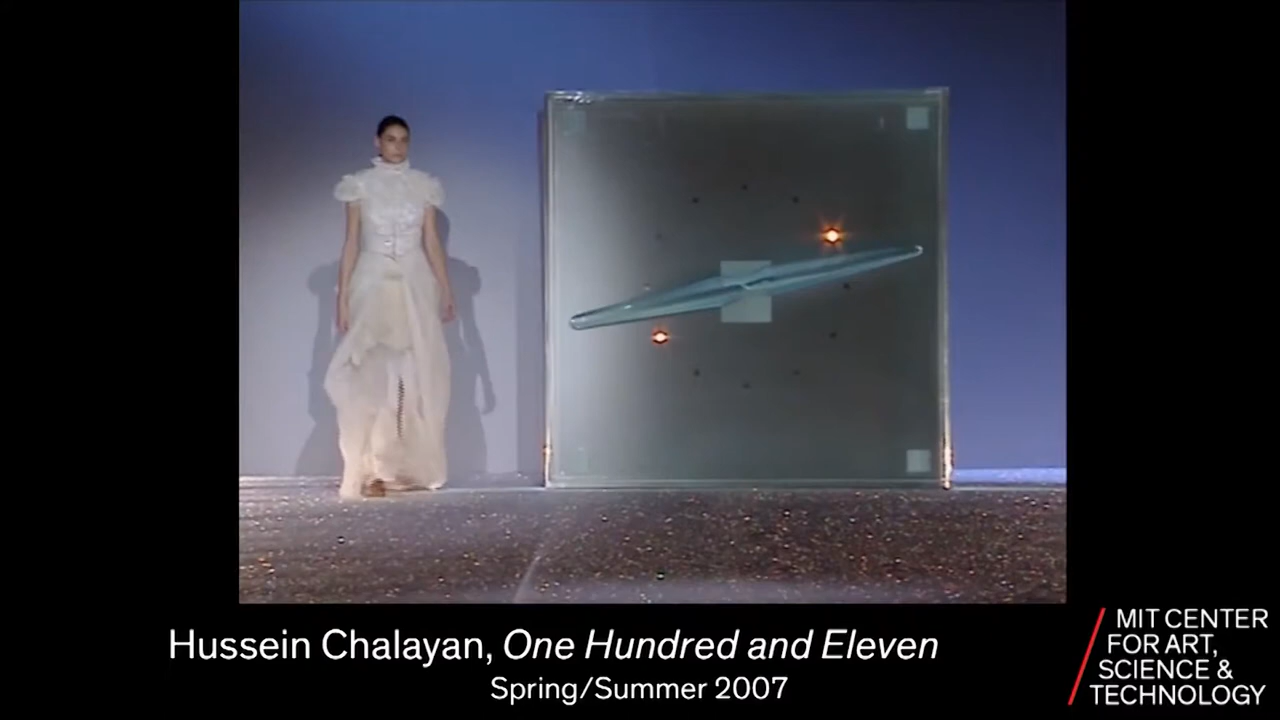 Hussein Chalayan, One Hundred and Eleven
Spring/Summer 2007
MIT CENTER
FOR ART,
SCIENCE &
TECHNOLOGY